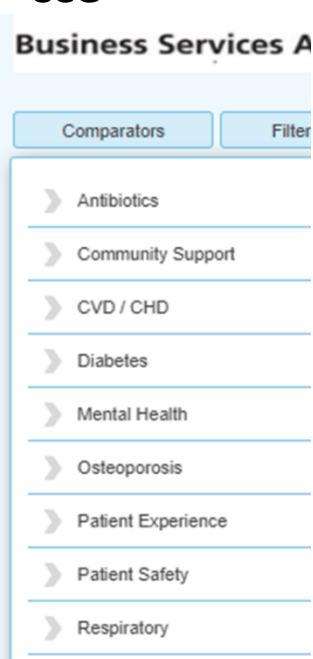 Business Services A
Comparators
Filter
Antibiotics
Community Support
CVD / CHD
Diabetes
Mental Health
Osteoporosis
Patient Experience
Patient Safety
Respiratory